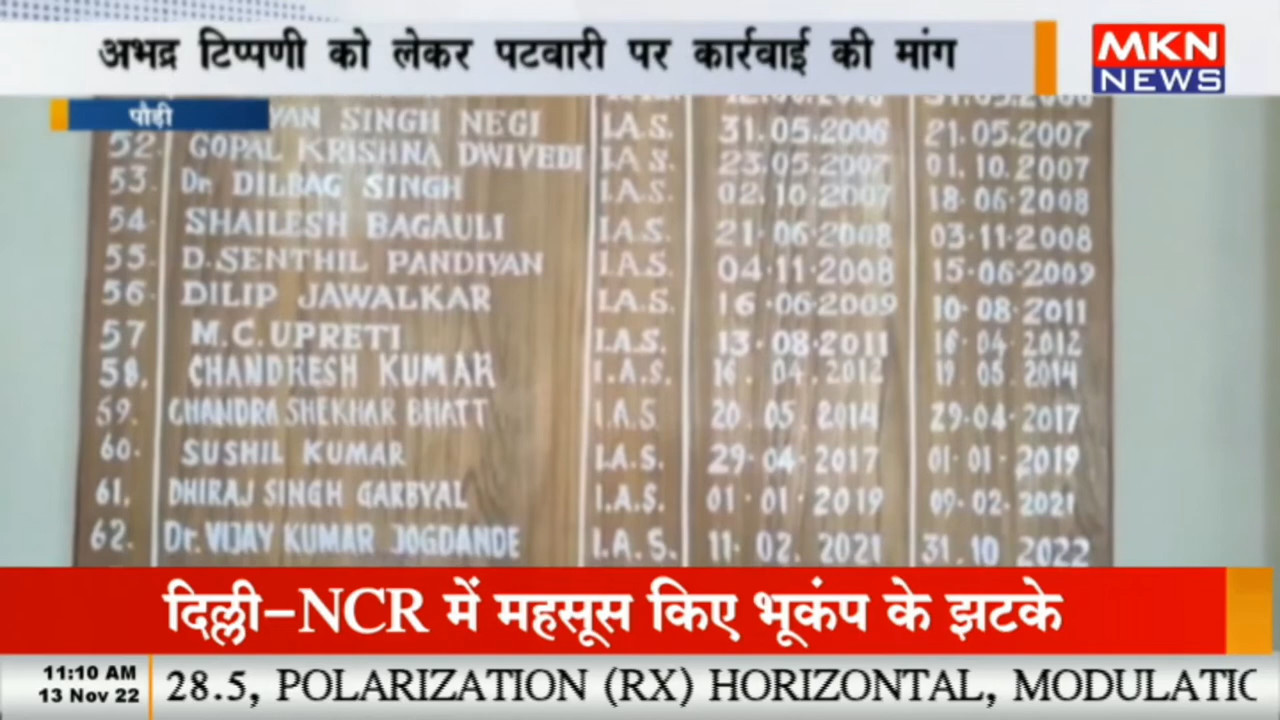 अभद्र टिप्पणी को लेकर पटवारी पर कार्रवाई की मांग
MKN
NEWS
पौड़ी
SINGH NEGI I.A.S. 31.05.2006 21.05.2007
52. GOPAL KRISHNA DWIVEDI I.A.S. 23.05.2007 01.10.2007
53. Dr. DILBAG SINGH I.A.S. 02.10.2007 18.06.2008
54. SHAILESH BAGAULI I.A.S. 21.06.2008 03.11.2008
55. D.SENTHIL PANDIYAN I.A.S. 04.11.2008 15.06.2009
56. DILIP JAWALKAR I.A.S. 16.06.2009 10.08.2011
57 M.C.UPRETI I.A.S. 13.08.2011 16.04.2012
58. CHANDRESH KUMAR I.A.S. 16.04.2012 19.05.2014
59. CHANDRA SHEKHAR BHATT I.A.S 20.05.2014 29.04.2017
60. SUSHIL KUMAR I.A.S. 29.04.2017 01.01.2019
61. DHIRAJ SINGH GARBYAL I.A.S. 01.01.2019 09.02.2021
62. Dr. VIJAY KUMAR JOGDANDE I.A.S. 11.02.2021 31.10.2022
दिल्ली-NCR में महसूस किए भूकंप के झटके
11:10 AM
13 Nov 22
28.5, POLARIZATION (RX) HORIZONTAL, MODULATIO